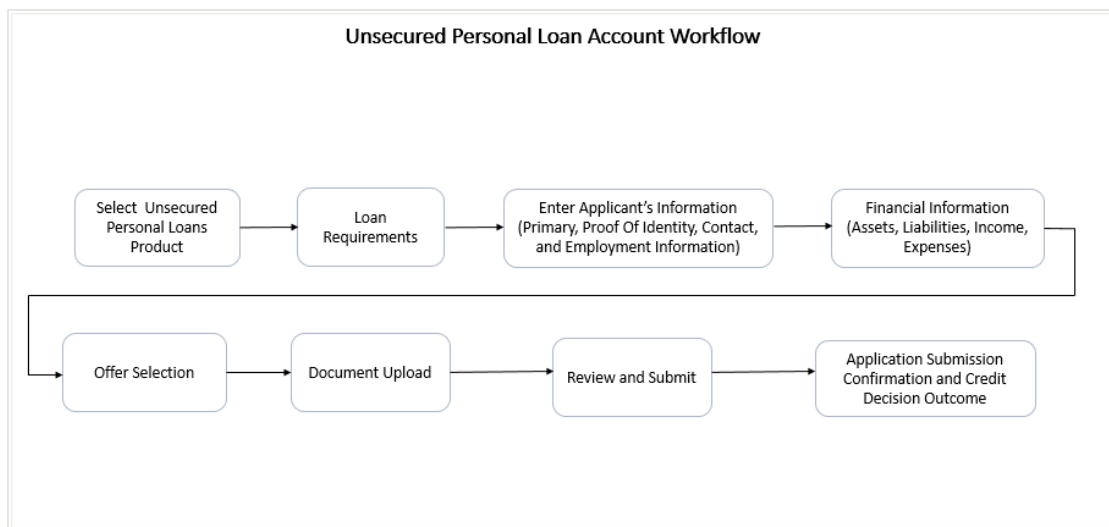 Unsecured Personal Loan Account Workflow
Select Unsecured
Personal Loans
Product
Loan
Requirements
Enter Applicant’s Information
(Primary, Proof Of Identity, Contact,
and Employment Information)
Financial Information
(Assets, Liabilities, Income,
Expenses)
Offer Selection
Document Upload
Review and Submit
Application Submission
Confirmation and Credit
Decision Outcome